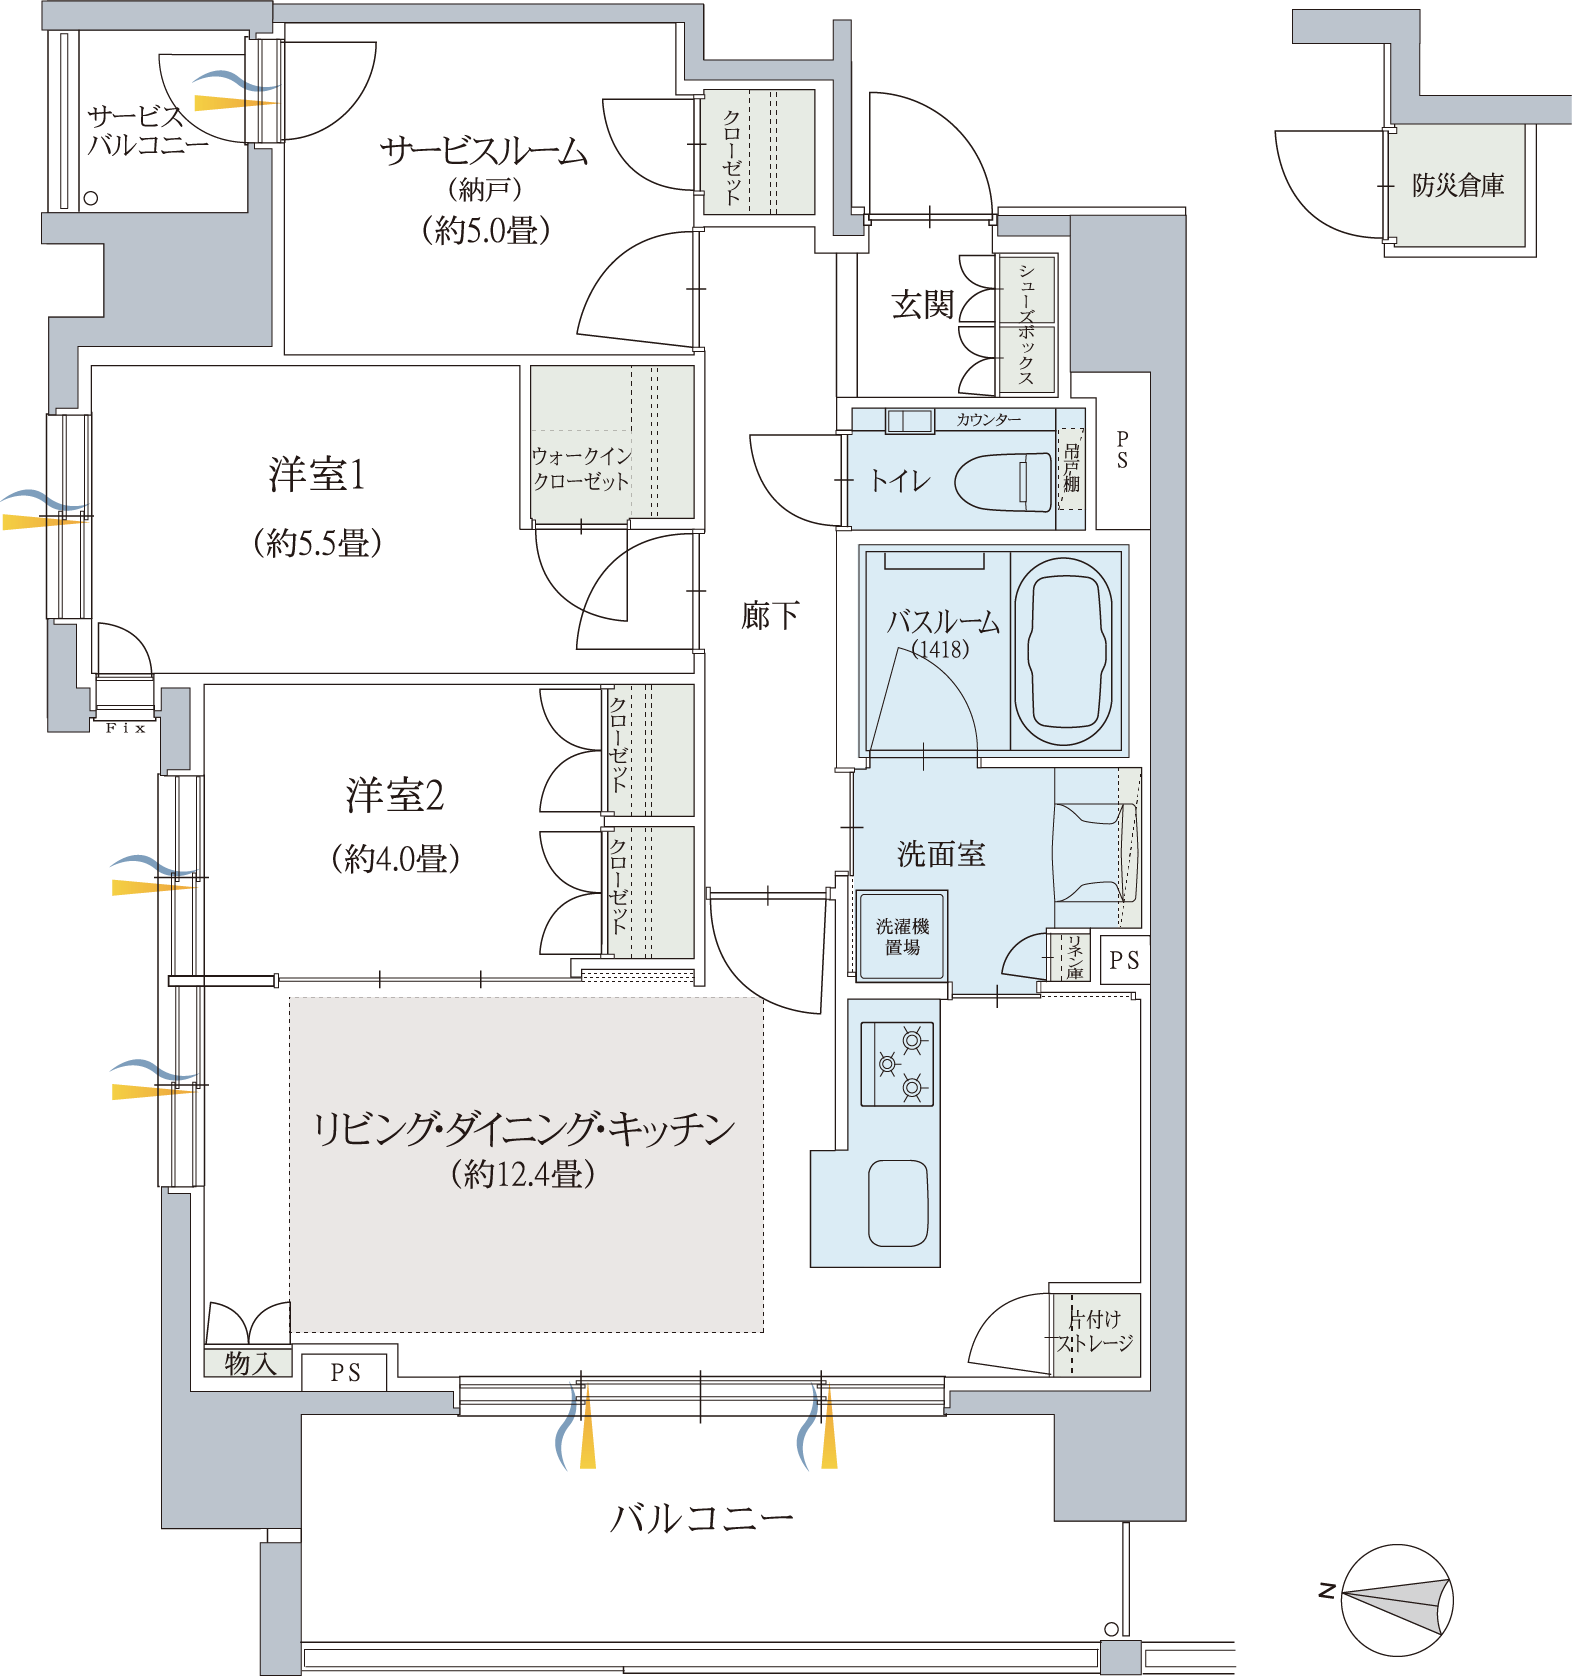 サービス
バルコニー
サービスルーム
（納戸）
（約5.0畳）
クローゼット
防災倉庫
玄関
シューズボックス
洋室1
（約5.5畳）
ウォークイン
クローゼット
カウンター
トイレ
吊戸棚
PS
廊下
バスルーム
（1418）
Fix
洋室2
（約4.0畳）
クローゼット
クローゼット
洗面室
洗濯機
置場
リネン庫
PS
リビング・ダイニング・キッチン
（約12.4畳）
片付け
ストレージ
物入
PS
バルコニー
N